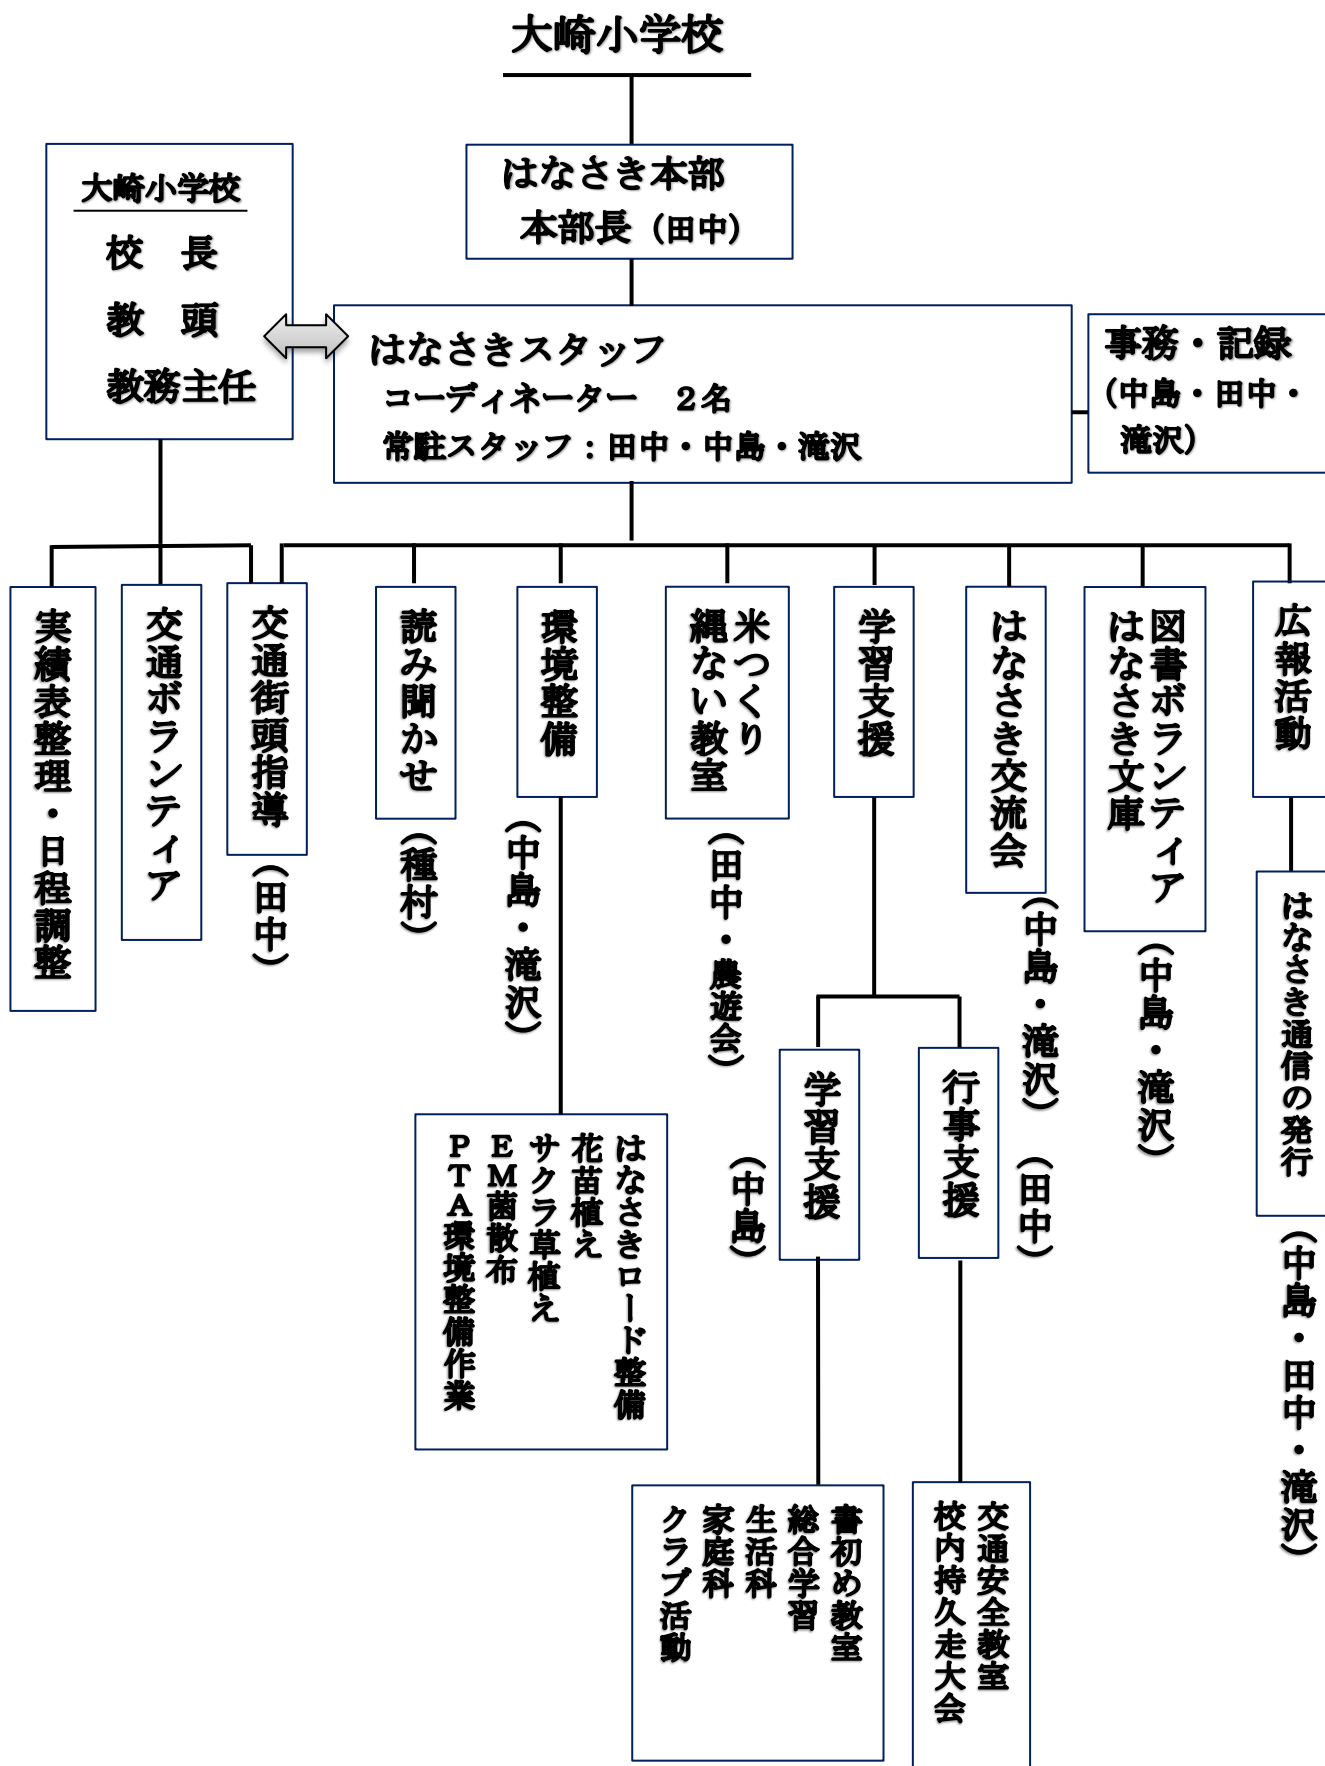 大崎小学校
はなさき本部
本部長（田中）
大崎小学校
校　長
教　頭
教務主任
はなさきスタッフ
コーディネーター　２名
常駐スタッフ：田中・中島・滝沢
事務・記録
（中島・田中・
滝沢）
実績表整理・日程調整
交通ボランティア
交通街頭指導
（田中）
読み聞かせ
（種村）
環境整備
（中島・滝沢）
米つくり
縄ない教室
（田中・農遊会）
学習支援
はなさき交流会
（中島・滝沢）
図書ボランティア
はなさき文庫
（中島・滝沢）
広報活動
はなさき通信の発行
（中島・田中・滝沢）
はなさきロード整備
花苗植え
サクラ草植え
ＥＭ菌散布
ＰＴＡ環境整備作業
学習支援
（中島）
行事支援
（田中）
書初め教室
総合学習
生活科
家庭科
クラブ活動
交通安全教室
校内持久走大会